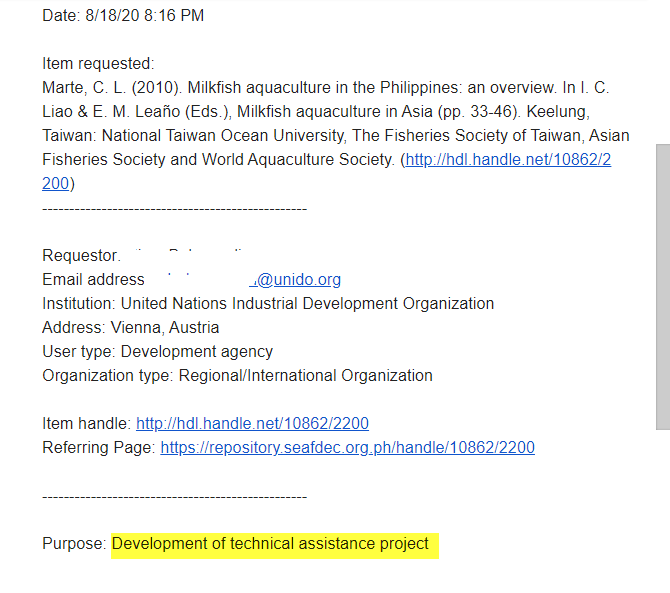 Date: 8/18/20 8:16 PM
Item requested:
Marte, C. L. (2010). Milkfish aquaculture in the Philippines: an overview. In I. C.
Liao & E. M. Leaño (Eds.), Milkfish aquaculture in Asia (pp. 33-46). Keelung,
Taiwan: National Taiwan Ocean University, The Fisheries Society of Taiwan, Asian
Fisheries Society and World Aquaculture Society. (http://hdl.handle.net/10862/2
200)
-------------------------------------------------
Requestor.
Email address @unido.org
Institution: United Nations Industrial Development Organization
Address: Vienna, Austria
User type: Development agency
Organization type: Regional/International Organization
Item handle: http://hdl.handle.net/10862/2200
Referring Page: https://repository.seafdec.org.ph/handle/10862/2200
-------------------------------------------------
Purpose: Development of technical assistance project